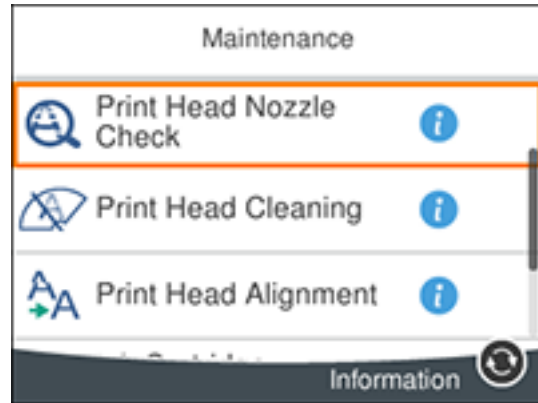 Maintenance
Print Head Nozzle
Check
Print Head Cleaning
Print Head Alignment
Information